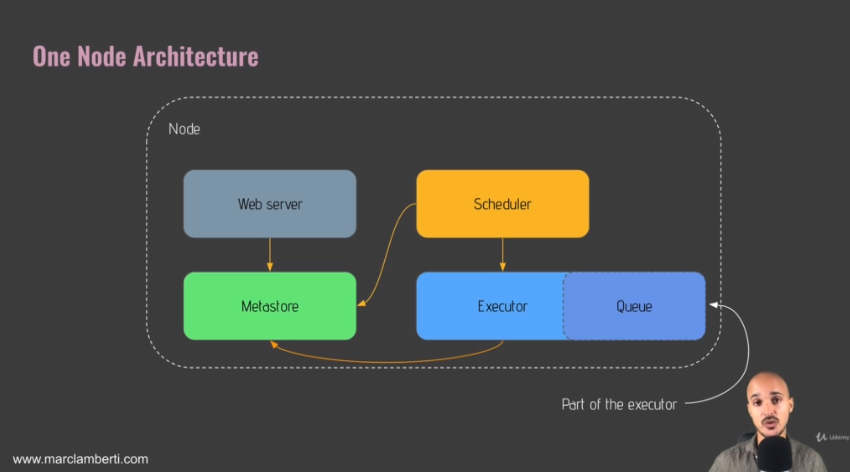 One Node Architecture
Node
Web server
Scheduler
Metastore
Executor
Queue
Part of the executor
Udemy
www.marclamberti.com